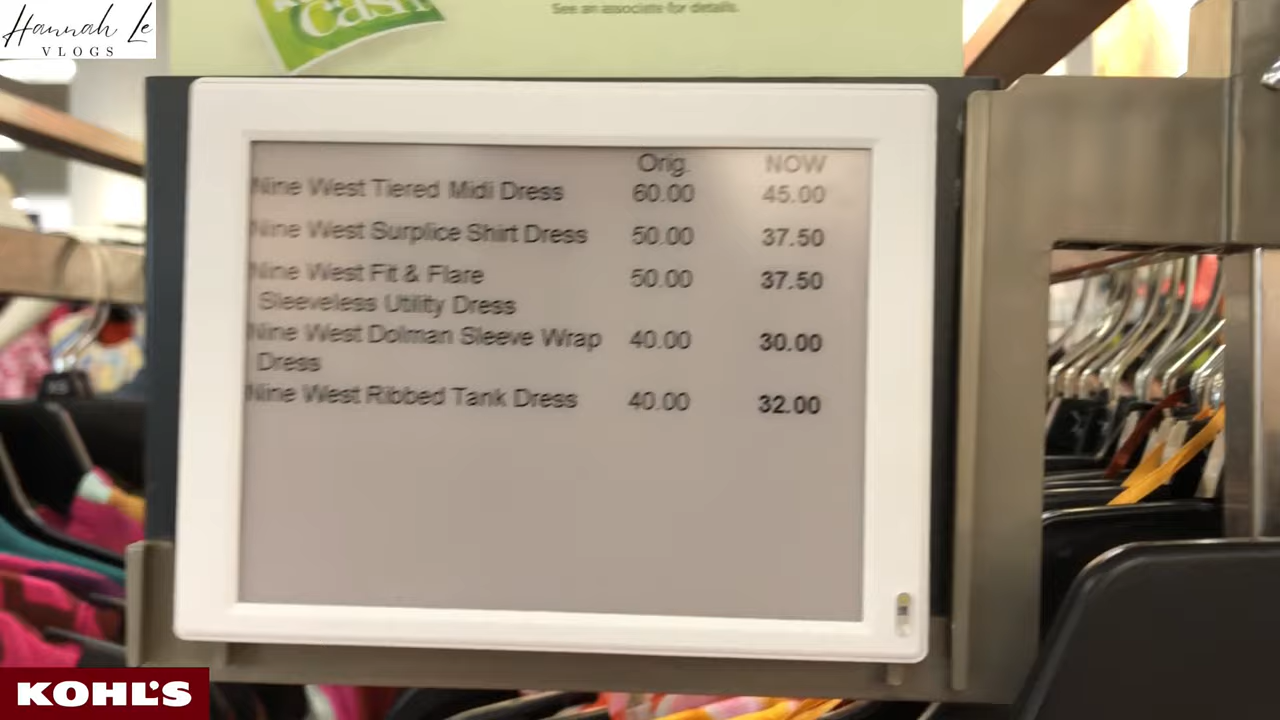 Hannah Le
VLOGS
Cash
See an associate for details.
Orig. NOW
Nine West Tiered Midi Dress 60.00 45.00
Nine West Surplice Shirt Dress 50.00 37.50
Nine West Fit & Flare 50.00 37.50
Sleeveless Utility Dress
Nine West Dolman Sleeve Wrap 40.00 30.00
Dress
Nine West Ribbed Tank Dress 40.00 32.00
KOHL'S